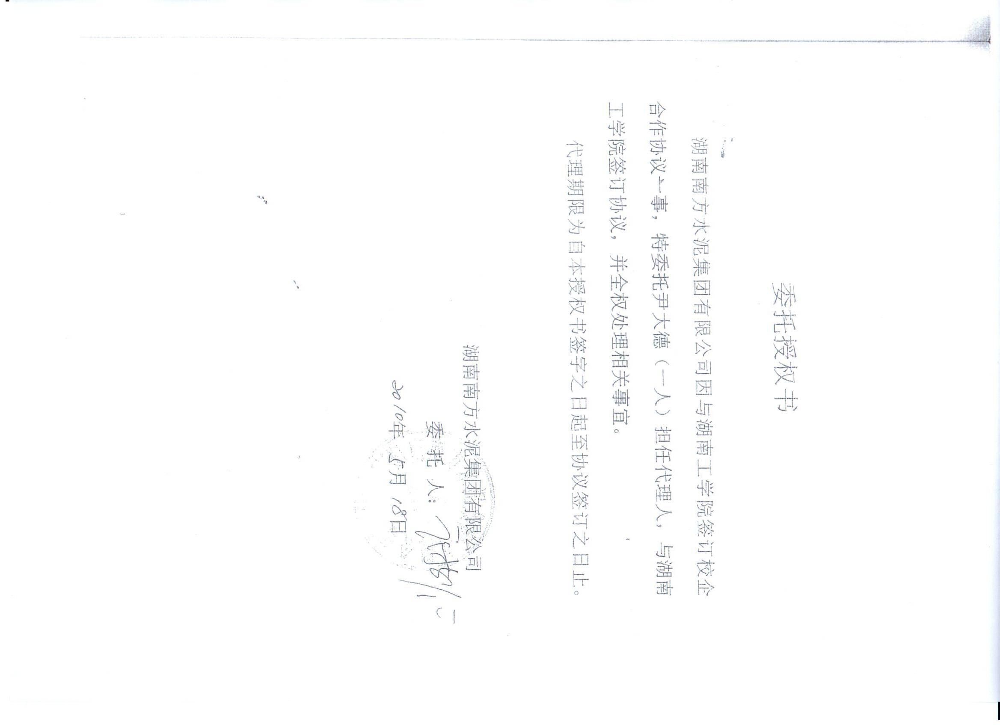 委托授权书
湖南南方水泥集团有限公司因与湖南工学院签订校企
合作协议一事，特委托尹大德（一人）担任代理人，与湖南
工学院签订协议，并全权处理相关事宜。
代理期限为自本授权书签字之日起至协议签订之日止。
湖南南方水泥集团有限公司
委 托 人：
2010年5月18日